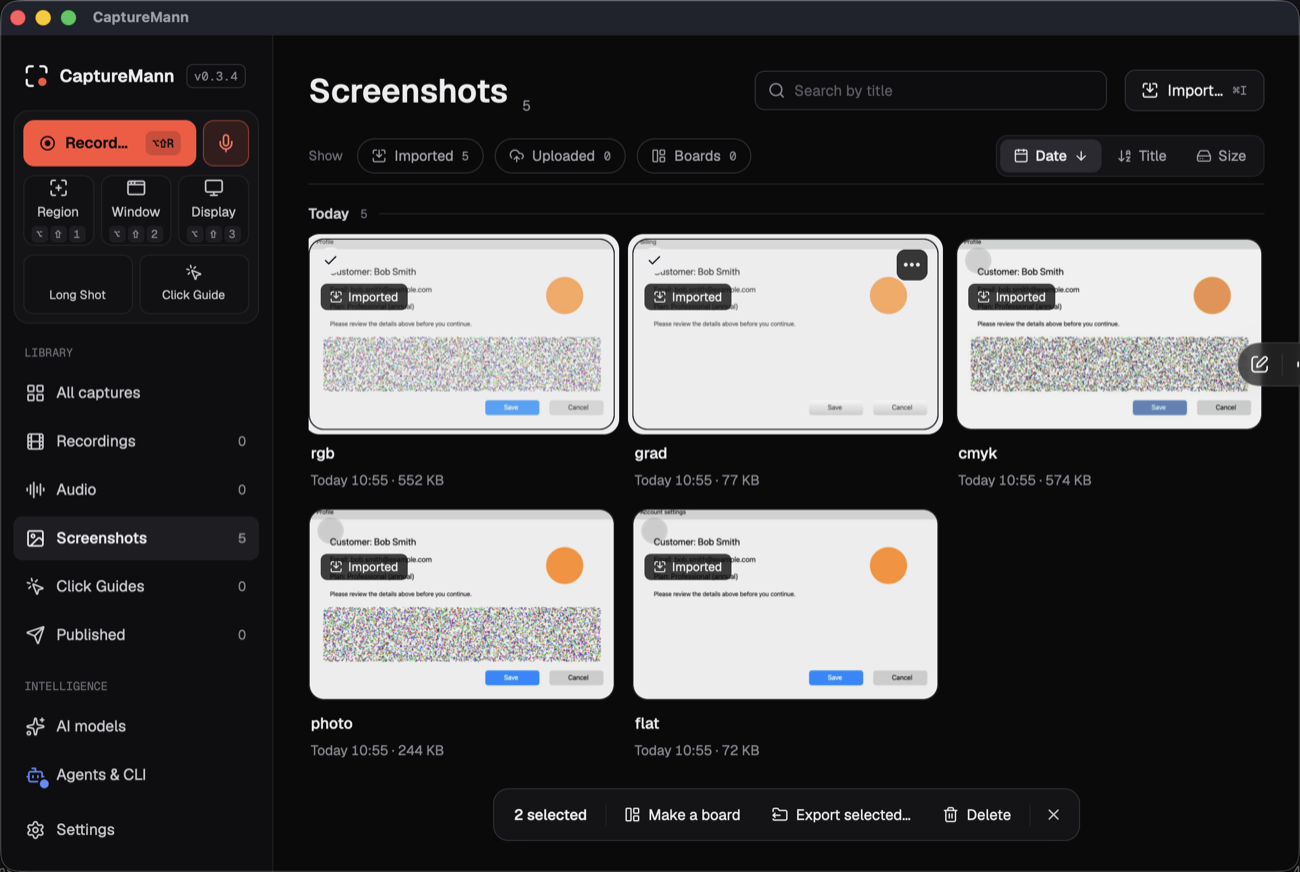 CaptureMann
CaptureMann v0.3.4
Record... ⌥⇧R
Region Window Display
⌥ ⇧ 1 ⌥ ⇧ 2 ⌥ ⇧ 3
Long Shot Click Guide
LIBRARY
All captures
Recordings 0
Audio 0
Screenshots 5
Click Guides 0
Published 0
INTELLIGENCE
AI models
Agents & CLI
Settings
Screenshots 5
Search by title
Import... ⌘I
Show Imported 5 Uploaded 0 Boards 0
Date ↓ Title Size
Today 5
Profile
Customer: Bob Smith
Imported
Please review the details above before you continue.
Save Cancel
rgb
Today 10:55 · 552 KB
Billing
Customer: Bob Smith
Imported
Please review the details above before you continue.
Save Cancel
grad
Today 10:55 · 77 KB
Profile
Customer: Bob Smith
Imported
Please review the details above before you continue.
Save Cancel
cmyk
Today 10:55 · 574 KB
Profile
Customer: Bob Smith
Imported
Please review the details above before you continue.
Save Cancel
photo
Today 10:55 · 244 KB
Account settings
Customer: Bob Smith
Imported
Please review the details above before you continue.
Save Cancel
flat
Today 10:55 · 72 KB
2 selected Make a board Export selected... Delete